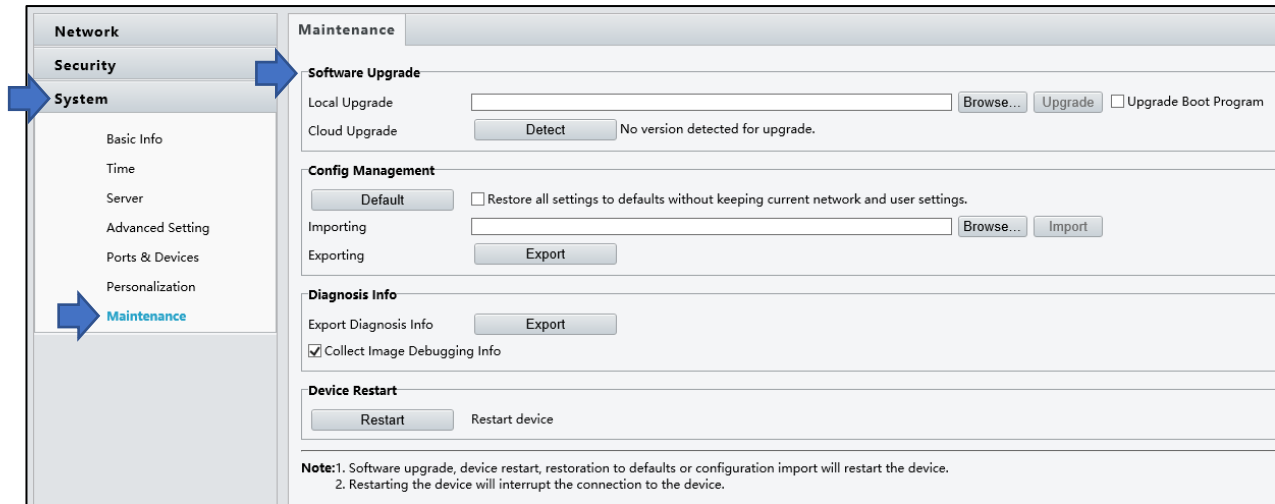 Network
Security
System
Basic Info
Time
Server
Advanced Setting
Ports & Devices
Personalization
Maintenance
Maintenance
Software Upgrade
Local Upgrade Browse... Upgrade Upgrade Boot Program
Cloud Upgrade Detect No version detected for upgrade.
Config Management
Default Restore all settings to defaults without keeping current network and user settings.
Importing Browse... Import
Exporting Export
Diagnosis Info
Export Diagnosis Info Export
Collect Image Debugging Info
Device Restart
Restart Restart device
Note:1. Software upgrade, device restart, restoration to defaults or configuration import will restart the device.
2. Restarting the device will interrupt the connection to the device.